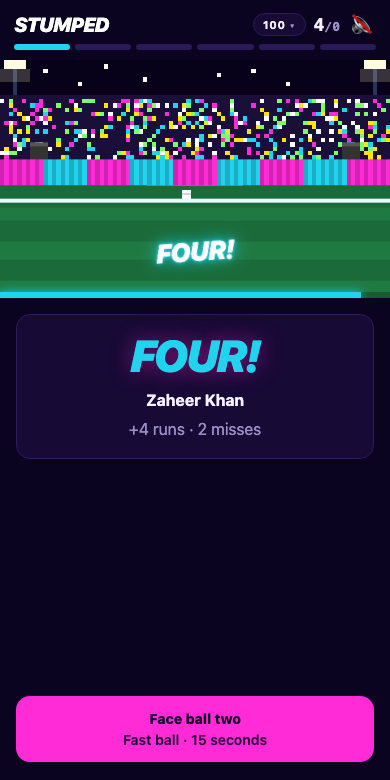 STUMPED
100 ▾
4/0
FOUR!
FOUR!
Zaheer Khan
+4 runs · 2 misses
Face ball two
Fast ball · 15 seconds